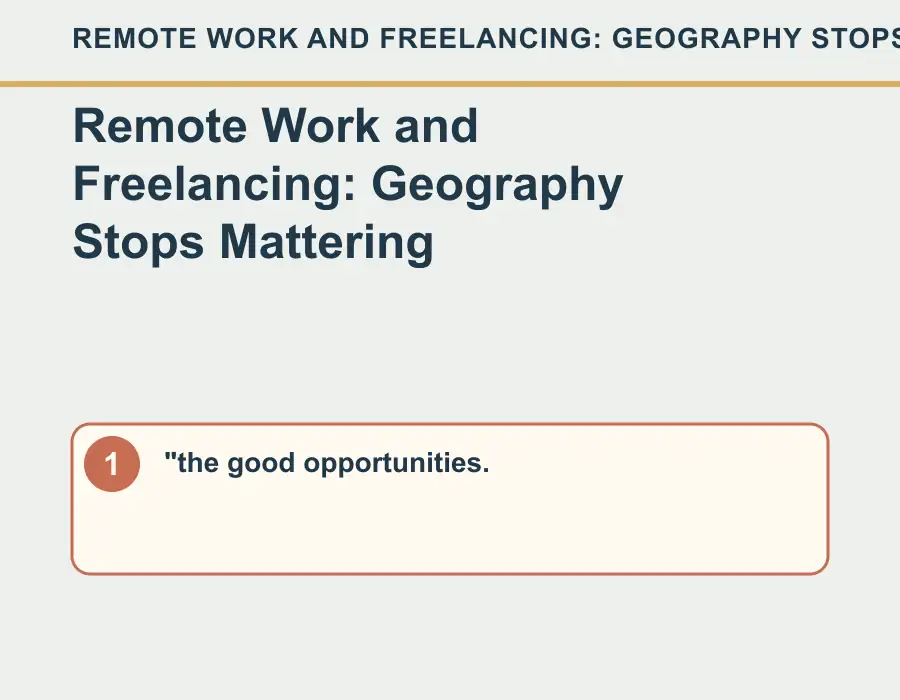 REMOTE WORK AND FREELANCING: GEOGRAPHY STOPS
Remote Work and
Freelancing: Geography
Stops Mattering
1
"the good opportunities.